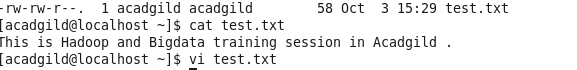 -rw-rw-r--. 1 acadgild acadgild 58 Oct 3 15:29 test.txt
[acadgild@localhost ~]$ cat test.txt
This is Hadoop and Bigdata training session in Acadgild .
[acadgild@localhost ~]$ vi test.txt